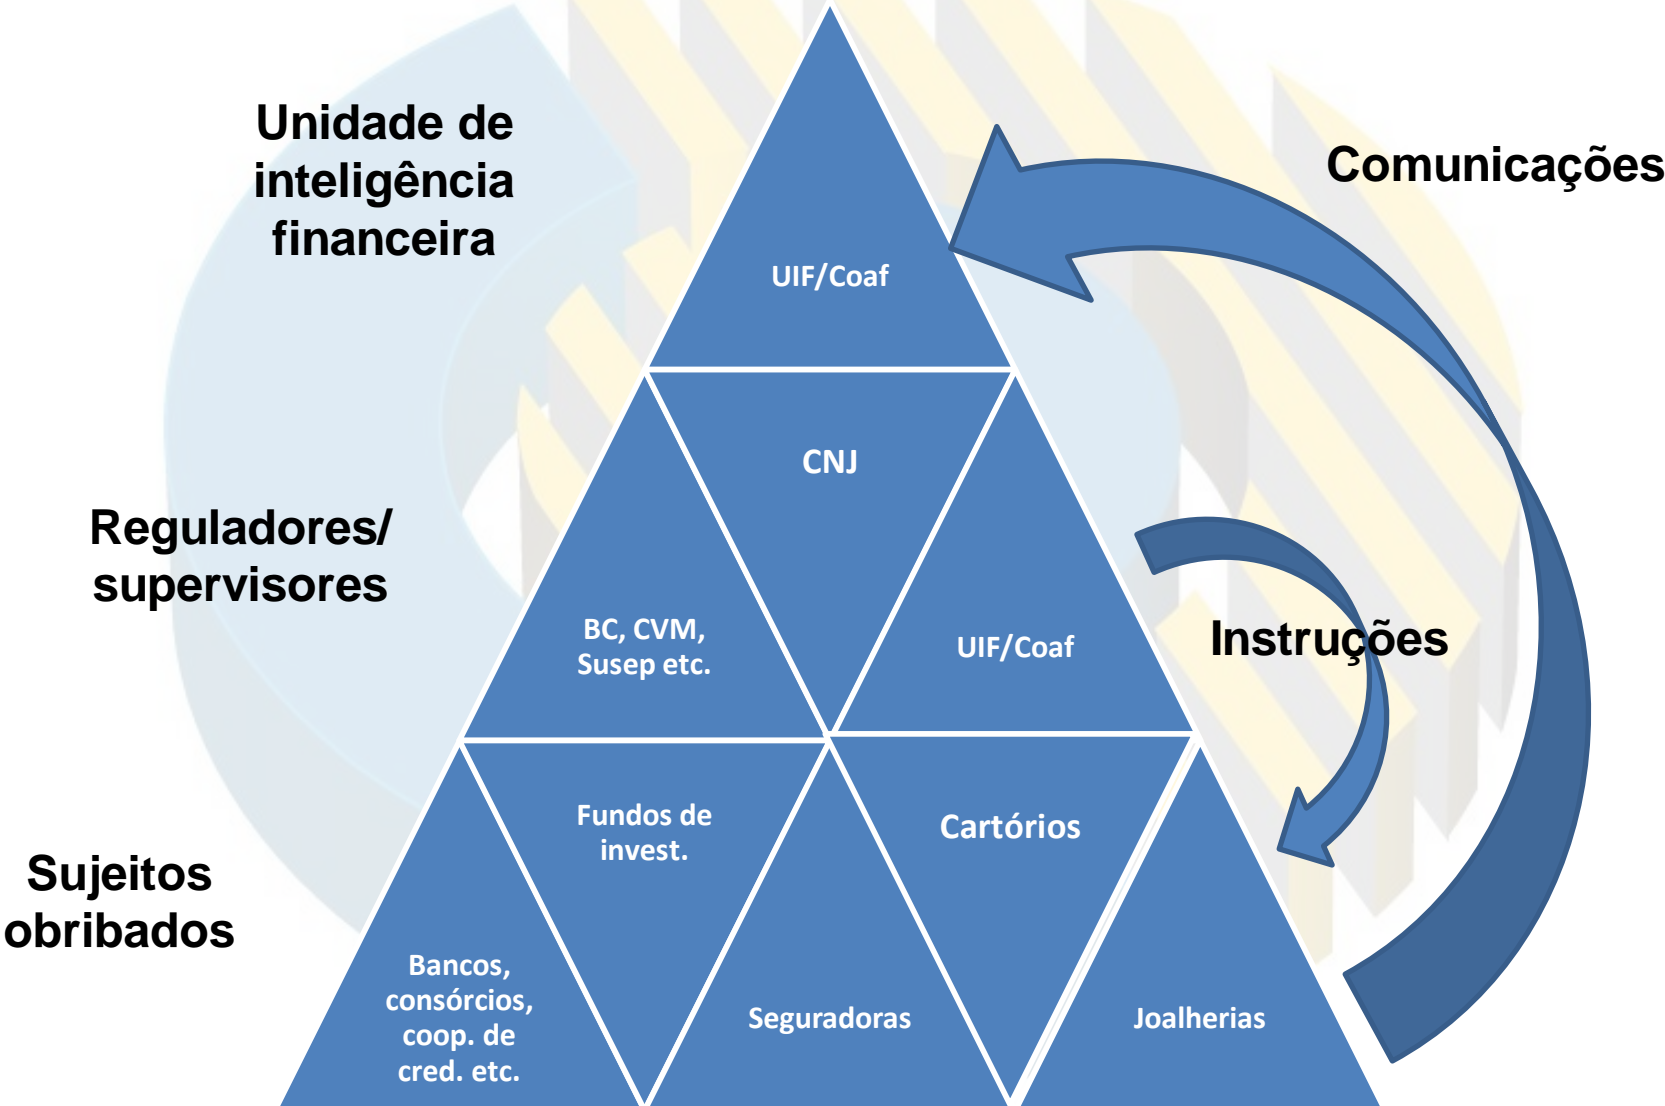 Unidade de
inteligência
financeira
Comunicações
UIF/Coaf
CNJ
Reguladores/
supervisores
BC, CVM,
Susep etc.
UIF/Coaf
Instruções
Fundos de
invest.
Cartórios
Sujeitos
obribados
Bancos,
consórcios,
coop. de
cred. etc.
Seguradoras
Joalherias